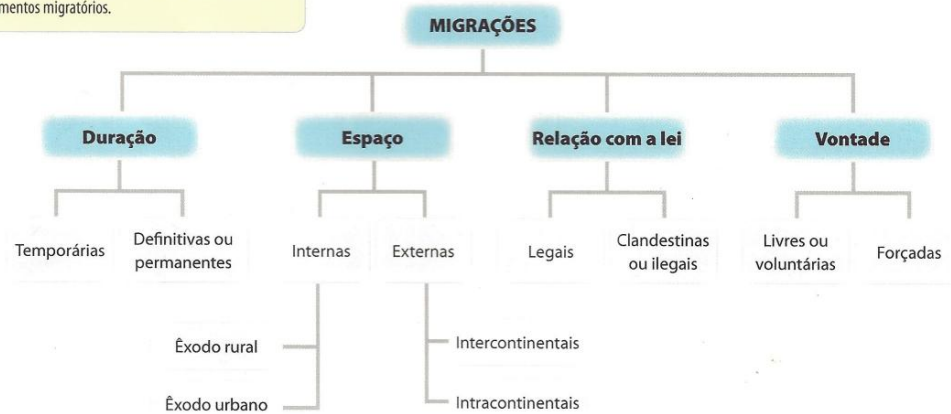 mentos migratórios.
MIGRAÇÕES
Duração
Espaço
Relação com a lei
Vontade
Temporárias
Definitivas ou
permanentes
Internas
Externas
Legais
Clandestinas
ou ilegais
Livres ou
voluntárias
Forçadas
Êxodo rural
Êxodo urbano
Intercontinentais
Intracontinentais